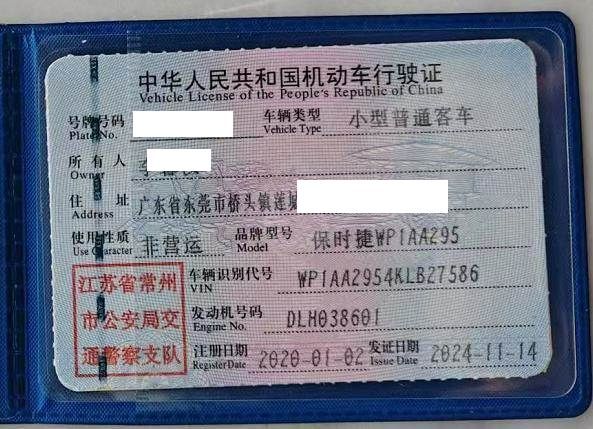 中华人民共和国机动车行驶证
Vehicle License of the People's Republic of China
号牌号码 车辆类型 小型普通客车
Plate No. Vehicle Type
所有人
Owner
住址 广东省东莞市桥头镇莲城
Address
使用性质 非营运 品牌型号 保时捷WP1AA295
Use Character Model
江苏省常州 车辆识别代号 WP1AA2954KLB27586
VIN
市公安局交 发动机号码 DLH038601
Engine No.
通警察支队 注册日期 2020-01-02 发证日期 2024-11-14
Register Date Issue Date